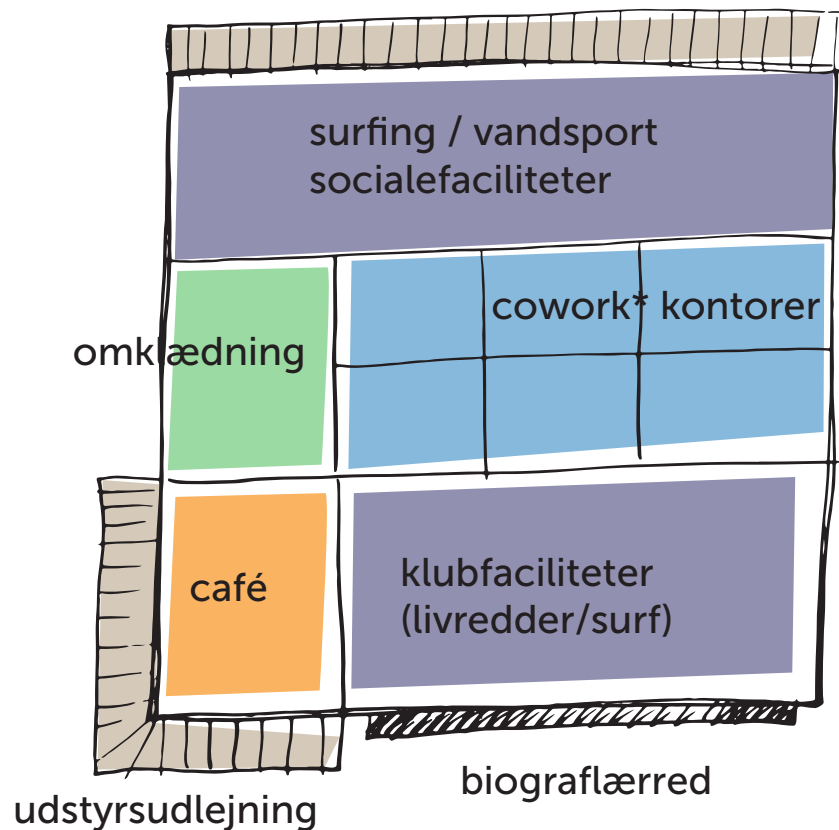 surfing / vandsport
socialefaciliteter
cowork* kontorer
omklædning
café
klubfaciliteter
(livredder/surf)
biograflærred
udstyrsudlejning